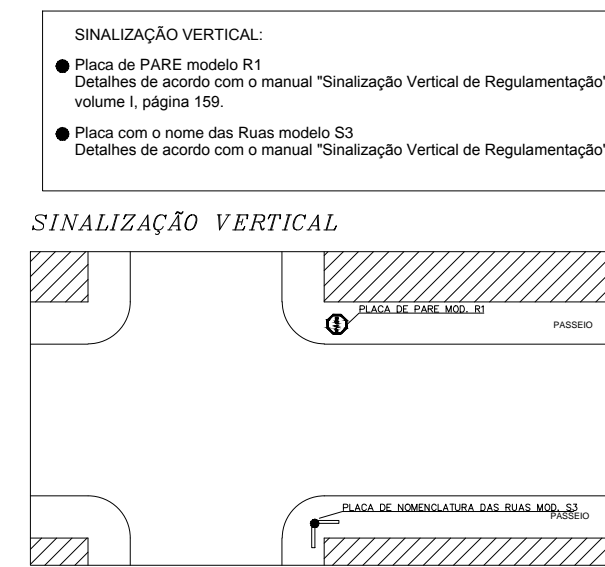 SINALIZAÇÃO VERTICAL:
Placa de PARE modelo R1
Detalhes de acordo com o manual "Sinalização Vertical de Regulamentação"
volume I, página 159.
Placa com o nome das Ruas modelo S3
Detalhes de acordo com o manual "Sinalização Vertical de Regulamentação"
SINALIZAÇÃO VERTICAL
PLACA DE PARE MOD. R1
PASSEIO
PLACA DE NOMENCLATURA DAS RUAS MOD. S3
PASSEIO